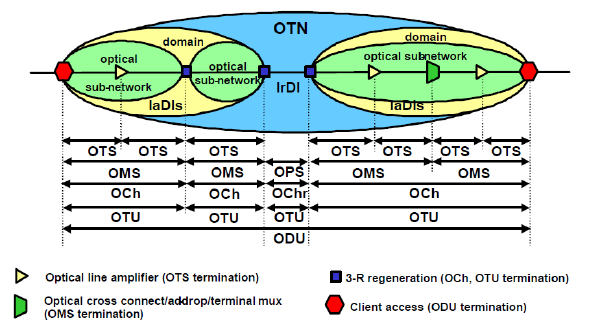 OTN
domain
domain
optical
sub-network
optical
sub-network
optical sub-network
IrDI
IaDIs
IaDIs
OTS OTS OTS OTS OTS OTS OTS
OMS OMS OPS OMS OMS
OCh OCh OChr OCh
OTU OTU OTU OTU
ODU
Optical line amplifier (OTS termination)
3-R regeneration (OCh, OTU termination)
Optical cross connect/addrop/terminal mux
(OMS termination)
Client access (ODU termination)